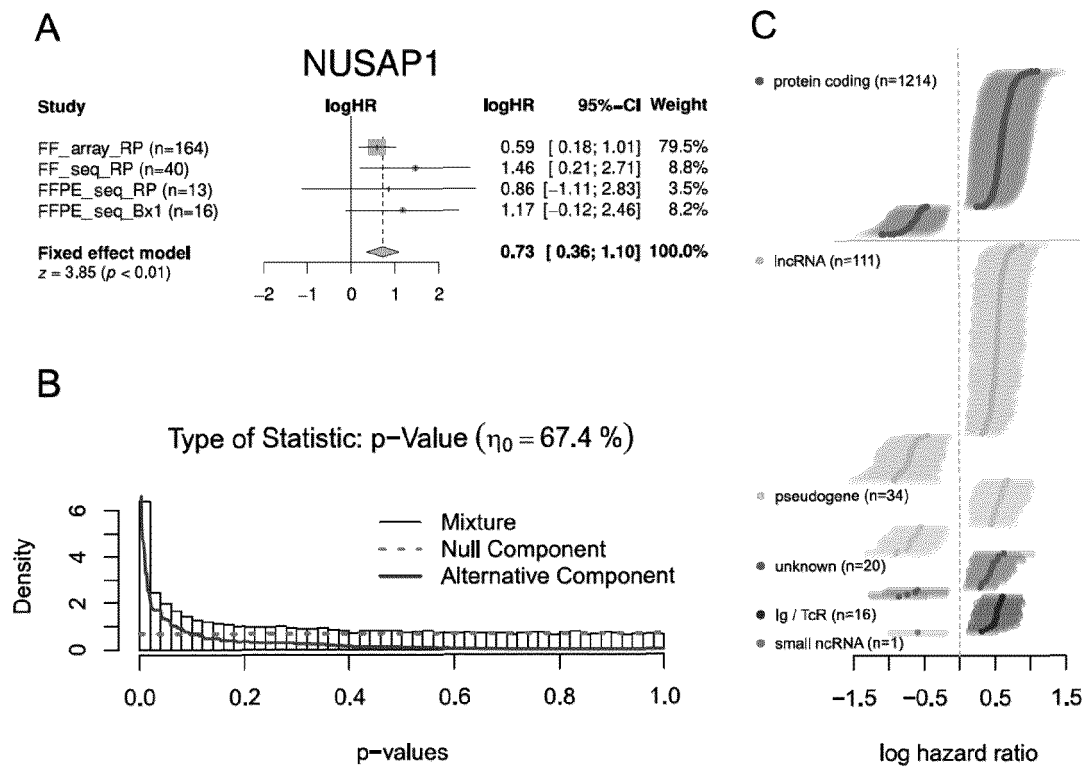 A
NUSAP1
Study logHR logHR 95%−CI Weight
FF_array_RP (n=164) 0.59 [ 0.18; 1.01] 79.5%
FF_seq_RP (n=40) 1.46 [ 0.21; 2.71] 8.8%
FFPE_seq_RP (n=13) 0.86 [−1.11; 2.83] 3.5%
FFPE_seq_Bx1 (n=16) 1.17 [−0.12; 2.46] 8.2%
Fixed effect model 0.73 [ 0.36; 1.10] 100.0%
z = 3.85 (p < 0.01)
−2 −1 0 1 2
B
Type of Statistic: p−Value (η0 = 67.4 %)
Mixture
Null Component
Alternative Component
Density
6
4
2
0
0.0 0.2 0.4 0.6 0.8 1.0
p−values
C
protein coding (n=1214)
lncRNA (n=111)
pseudogene (n=34)
unknown (n=20)
Ig / TcR (n=16)
small ncRNA (n=1)
−1.5 −0.5 0.5 1.5
log hazard ratio